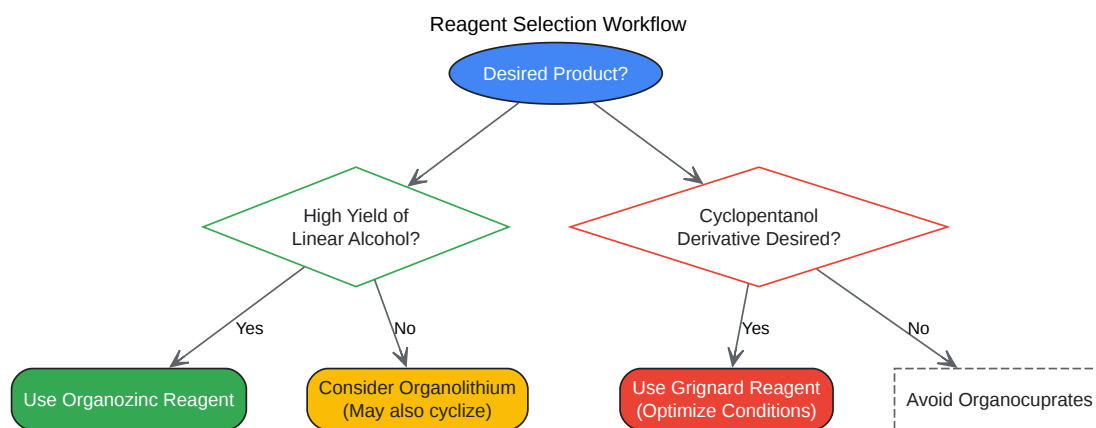 Reagent Selection Workflow
Desired Product?
High Yield of
Linear Alcohol?
Cyclopentanol
Derivative Desired?
Yes
No
Yes
No
Use Organozinc Reagent
Consider Organolithium
(May also cyclize)
Use Grignard Reagent
(Optimize Conditions)
Avoid Organocuprates